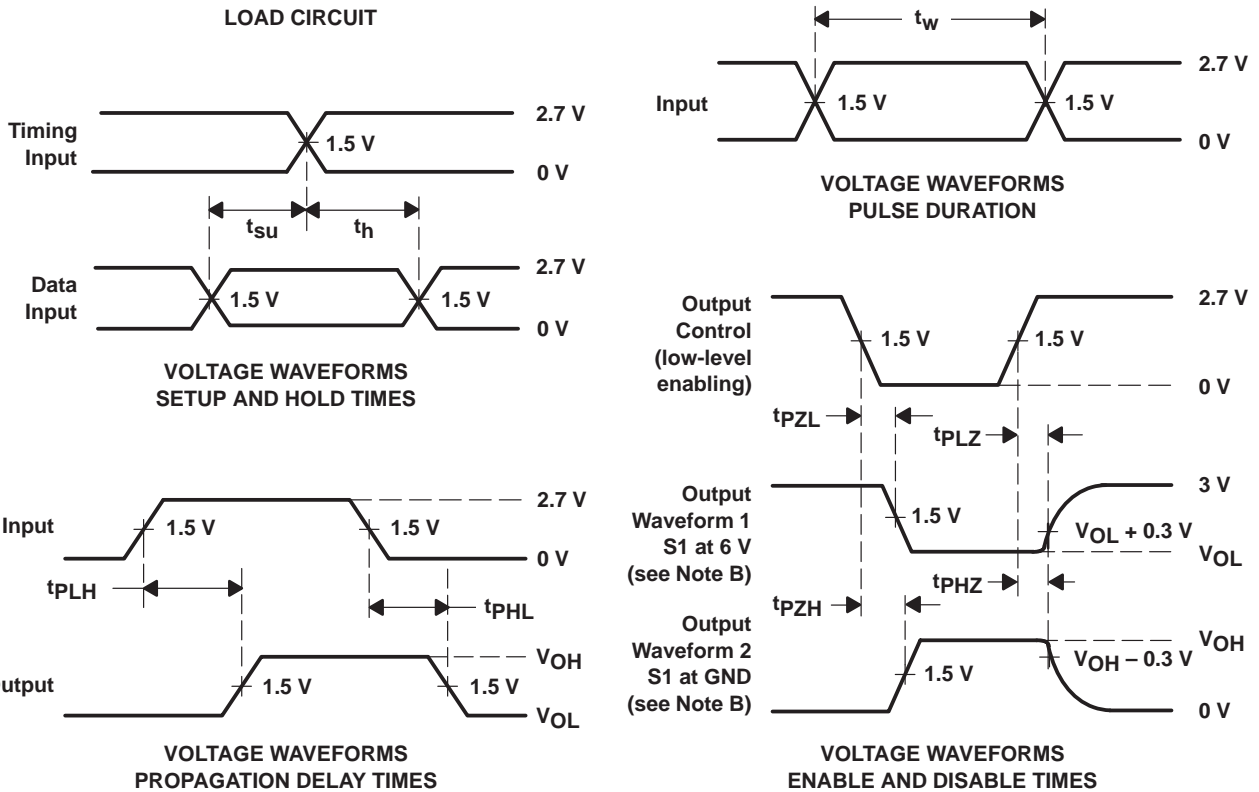 LOAD CIRCUIT
Timing
Input
2.7 V
1.5 V
0 V
tsu
th
Data
Input
2.7 V
1.5 V
1.5 V
0 V
VOLTAGE WAVEFORMS
SETUP AND HOLD TIMES
tw
Input
2.7 V
1.5 V
1.5 V
0 V
VOLTAGE WAVEFORMS
PULSE DURATION
Input
2.7 V
1.5 V
1.5 V
0 V
tPLH
tPHL
utput
VOH
1.5 V
1.5 V
VOL
VOLTAGE WAVEFORMS
PROPAGATION DELAY TIMES
Output
Control
(low-level
enabling)
2.7 V
1.5 V
1.5 V
0 V
tPZL
tPLZ
Output
Waveform 1
S1 at 6 V
(see Note B)
3 V
1.5 V
VOL + 0.3 V
VOL
tPHZ
tPZH
Output
Waveform 2
S1 at GND
(see Note B)
VOH
VOH – 0.3 V
1.5 V
0 V
VOLTAGE WAVEFORMS
ENABLE AND DISABLE TIMES